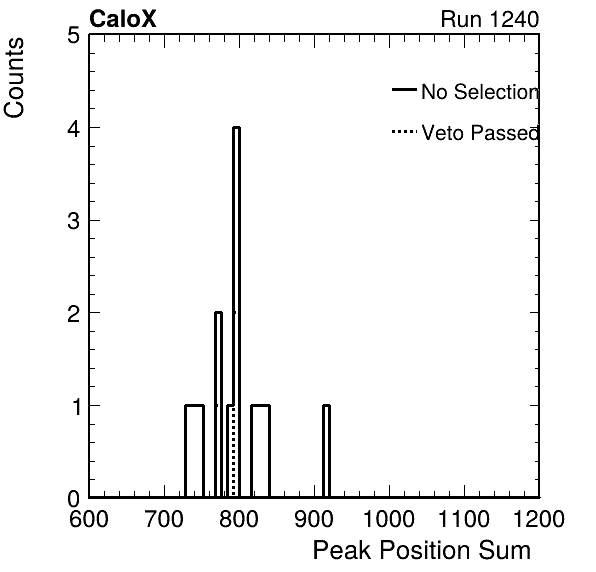 CaloX Run 1240
Counts
5
4
3
2
1
0
No Selection
Veto Passed
600 700 800 900 1000 1100 1200
Peak Position Sum